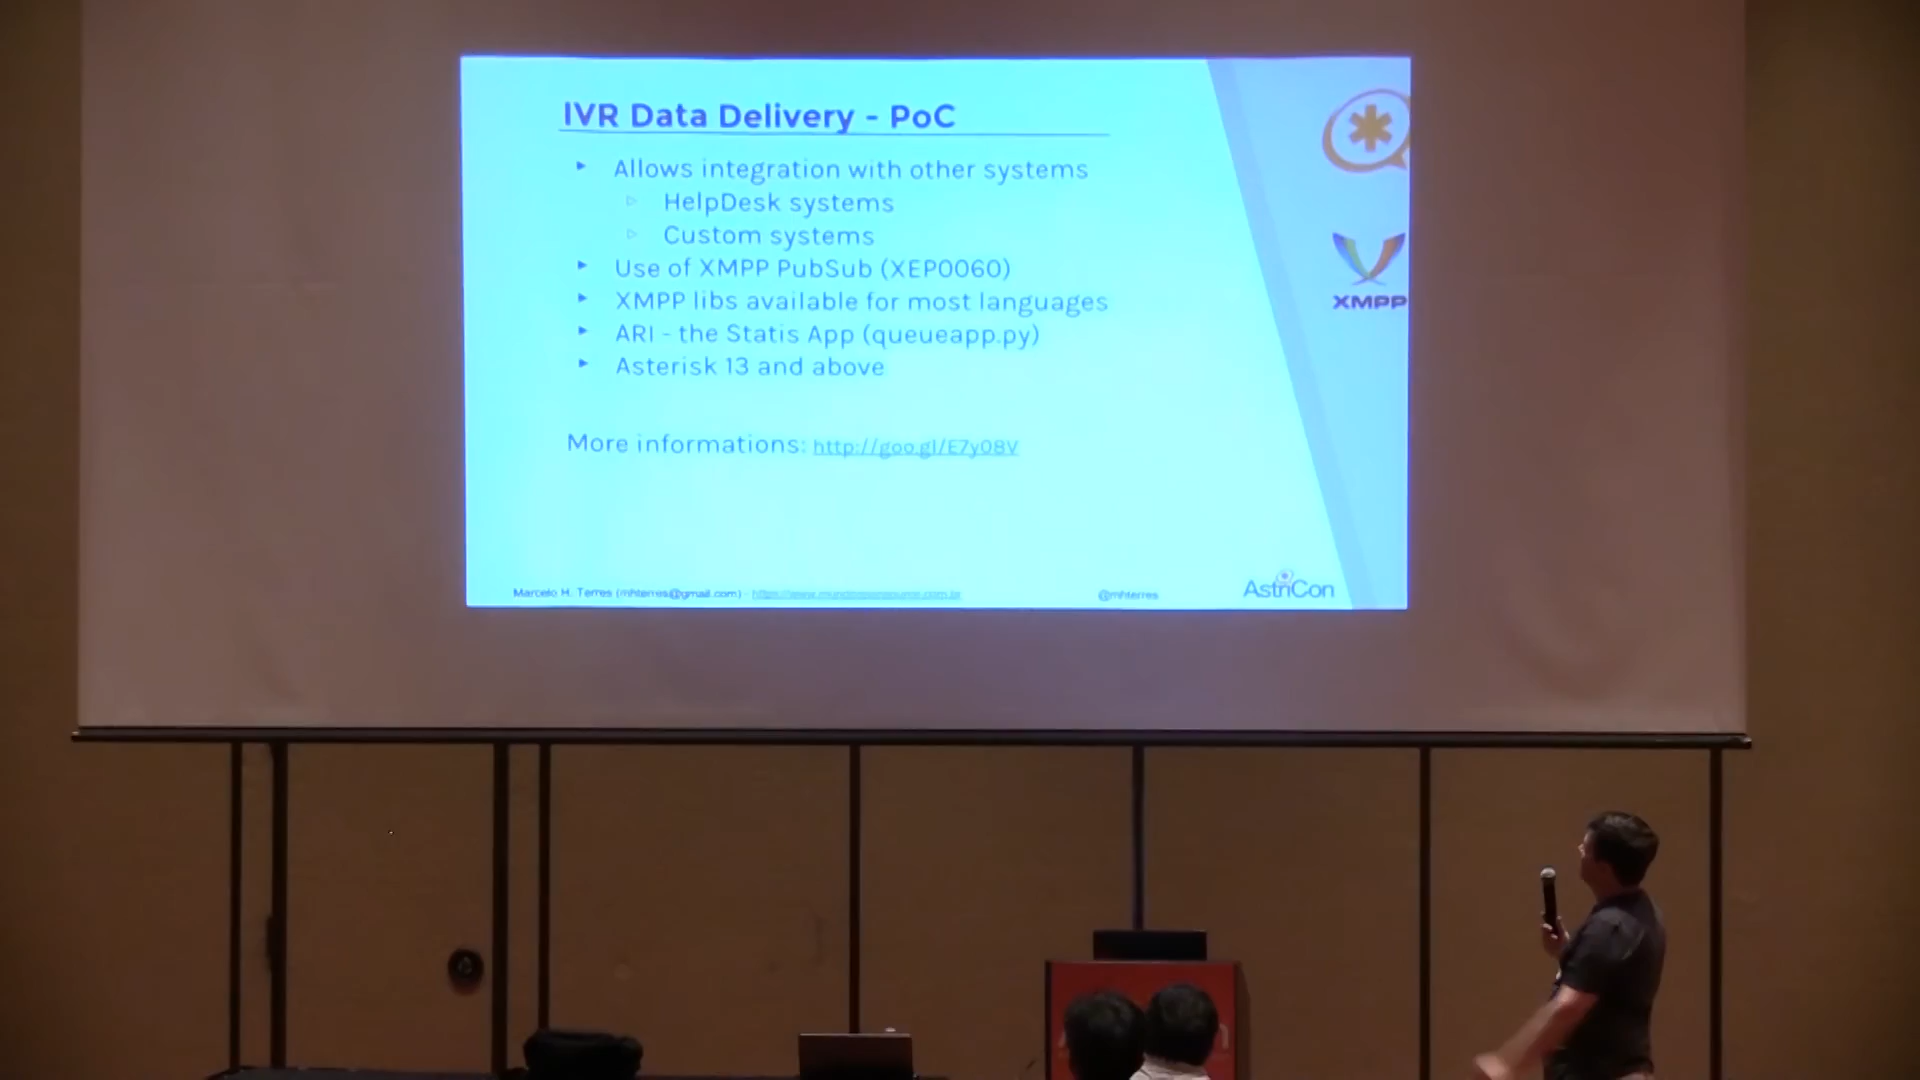 IVR Data Delivery - PoC
Allows integration with other systems
HelpDesk systems
Custom systems
Use of XMPP PubSub (XEP0060)
XMPP libs available for most languages
ARI - the Statis App (queueapp.py)
Asterisk 13 and above
More informations: http://goo.gl/E7y08V
XMPP
Marcelo H. Terres (mhterres@gmail.com) - @mhterres
AstriCon